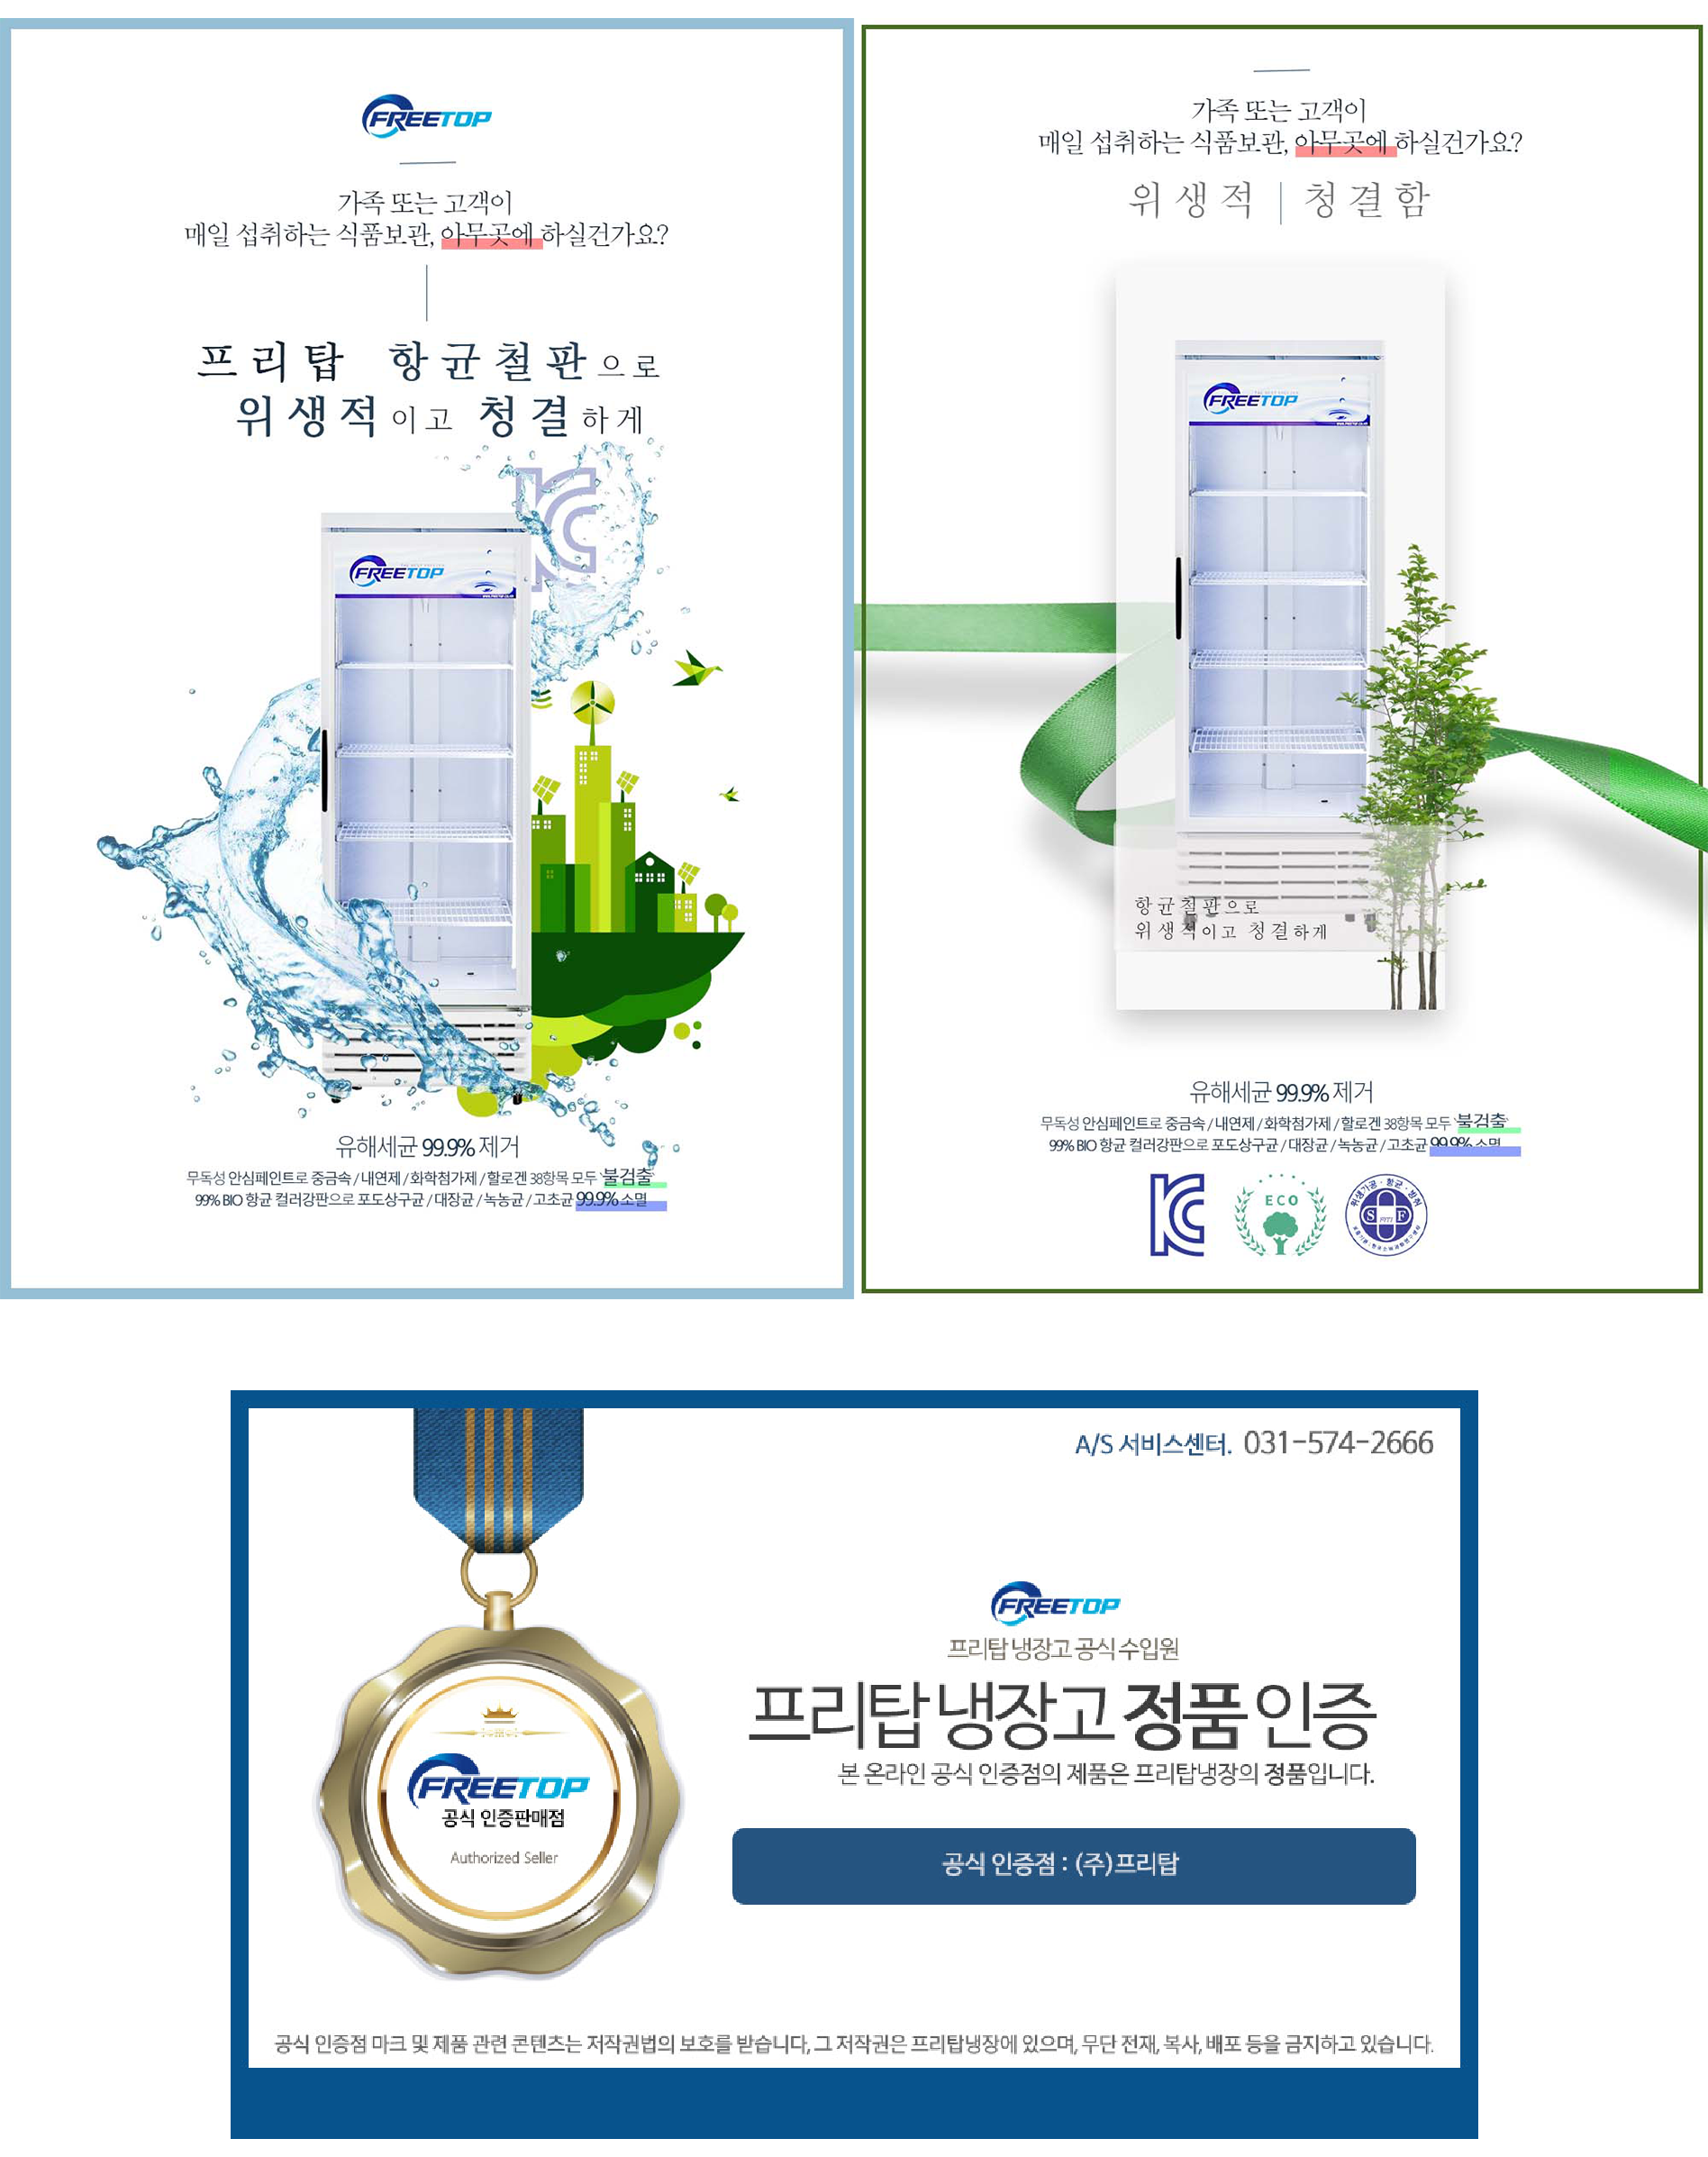 FREETOP
가족 또는 고객이
매일 섭취하는 식품보관, 아무곳에 하실건가요?
프리탑 항균철판으로
위생적이고 청결하게
FREETOP
유해세균 99.9% 제거
무독성 안심페인트로 중금속 / 내연제 / 화학첨가제 / 할로겐 38항목 모두 '불검출'
99% BIO 항균 컬러강판으로 포도상구균 / 대장균 / 녹농균 / 고초균 99.9% 소멸
가족 또는 고객이
매일 섭취하는 식품보관, 아무곳에 하실건가요?
위생적 | 청결함
FREETOP
항균철판으로
위생적이고 청결하게
유해세균 99.9% 제거
무독성 안심페인트로 중금속 / 내연제 / 화학첨가제 / 할로겐 38항목 모두 '불검출'
99% BIO 항균 컬러강판으로 포도상구균 / 대장균 / 녹농균 / 고초균 99.9% 소멸
ECO
위생가공 · 항균 · 방취
S FITI F
A/S 서비스센터. 031-574-2666
FREETOP
프리탑 냉장고 공식 수입원
프리탑 냉장고 정품 인증
본 온라인 공식 인증점의 제품은 프리탑냉장의 정품입니다.
FREETOP
공식 인증판매점
Authorized Seller
공식 인증점 : (주)프리탑
공식 인증점 마크 및 제품 관련 콘텐츠는 저작권법의 보호를 받습니다, 그 저작권은 프리탑냉장에 있으며, 무단 전재, 복사, 배포 등을 금지하고 있습니다.